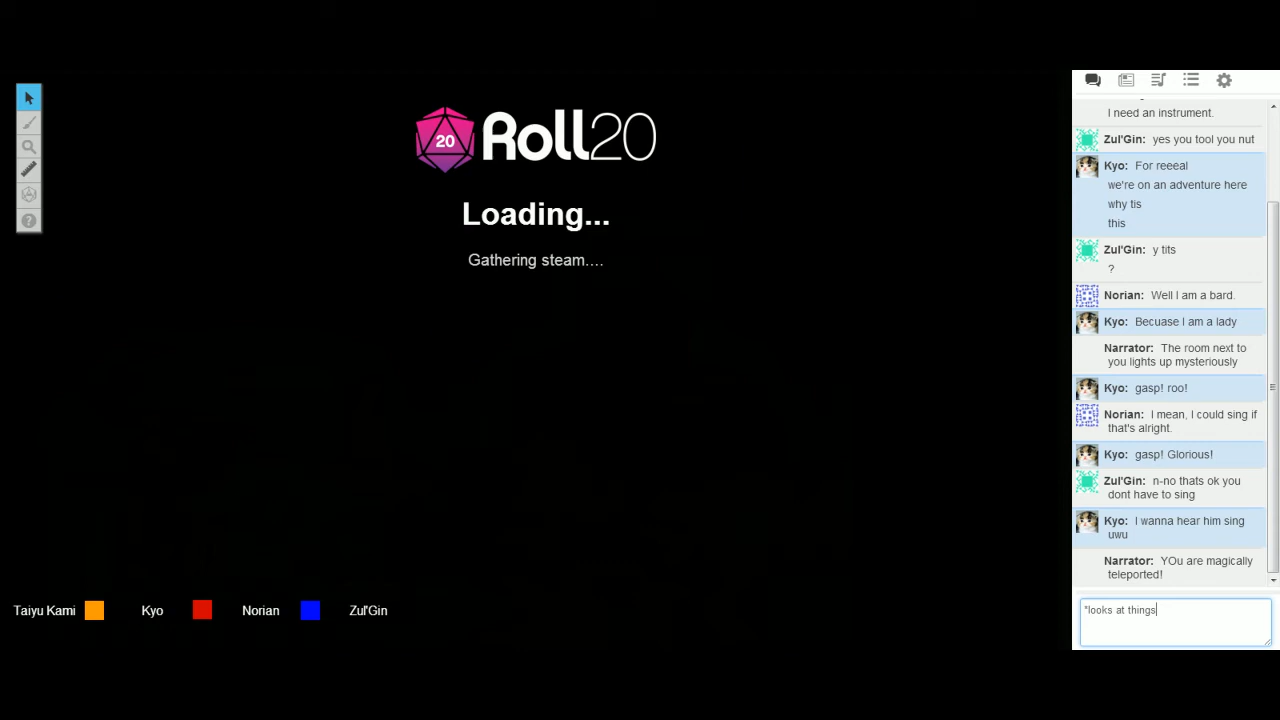 20 Roll20
Loading...
Gathering steam....
Taiyu Kami
Kyo
Norian
Zul'Gin
I need an instrument.
Zul'Gin: yes you tool you nut
Kyo: For reeeal
we're on an adventure here
why tis
this
Zul'Gin: y tits
?
Norian: Well I am a bard.
Kyo: Becuase I am a lady
Narrator: The room next to
you lights up mysteriously
Kyo: gasp! roo!
Norian: I mean, I could sing if
that's alright.
Kyo: gasp! Glorious!
Zul'Gin: n-no thats ok you
dont have to sing
Kyo: I wanna hear him sing
uwu
Narrator: YOu are magically
teleported!
*looks at things